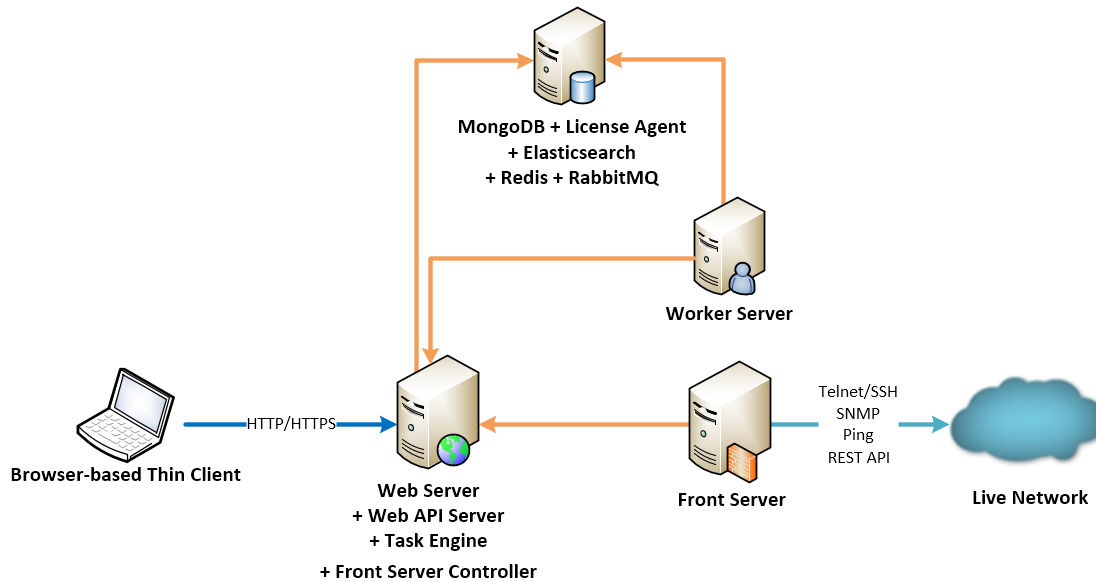 MongoDB + License Agent
+ Elasticsearch
+ Redis + RabbitMQ
Worker Server
HTTP/HTTPS
Telnet/SSH
SNMP
Ping
REST API
Browser-based Thin Client
Web Server
+ Web API Server
+ Task Engine
+ Front Server Controller
Front Server
Live Network